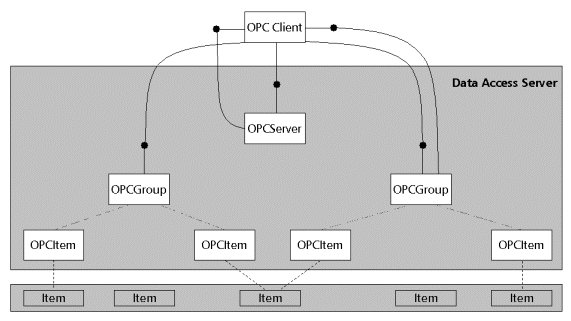 OPC Client
Data Access Server
OPCServer
OPCGroup
OPCGroup
OPCItem
OPCItem
OPCItem
OPCItem
Item
Item
Item
Item
Item